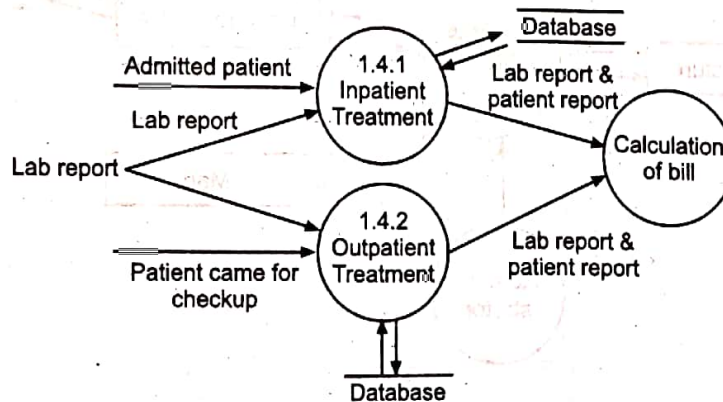 Database
1.4.1
Inpatient
Treatment
Admitted patient
Lab report
Lab report &
patient report
Lab report
Calculation
of bill
1.4.2
Outpatient
Treatment
Patient came for
checkup
Lab report &
patient report
Database